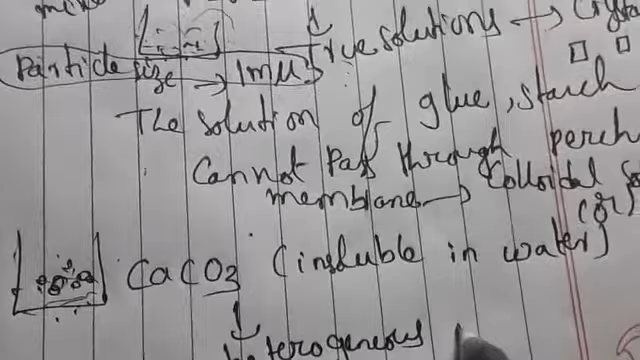 True solutions → Crysta
Particle size → 1mµ
The solution of glue, starch
Cannot pass through perch
membrane → Colloidal So
(or)
CaCO3 (insoluble in water)
Heterogeneous